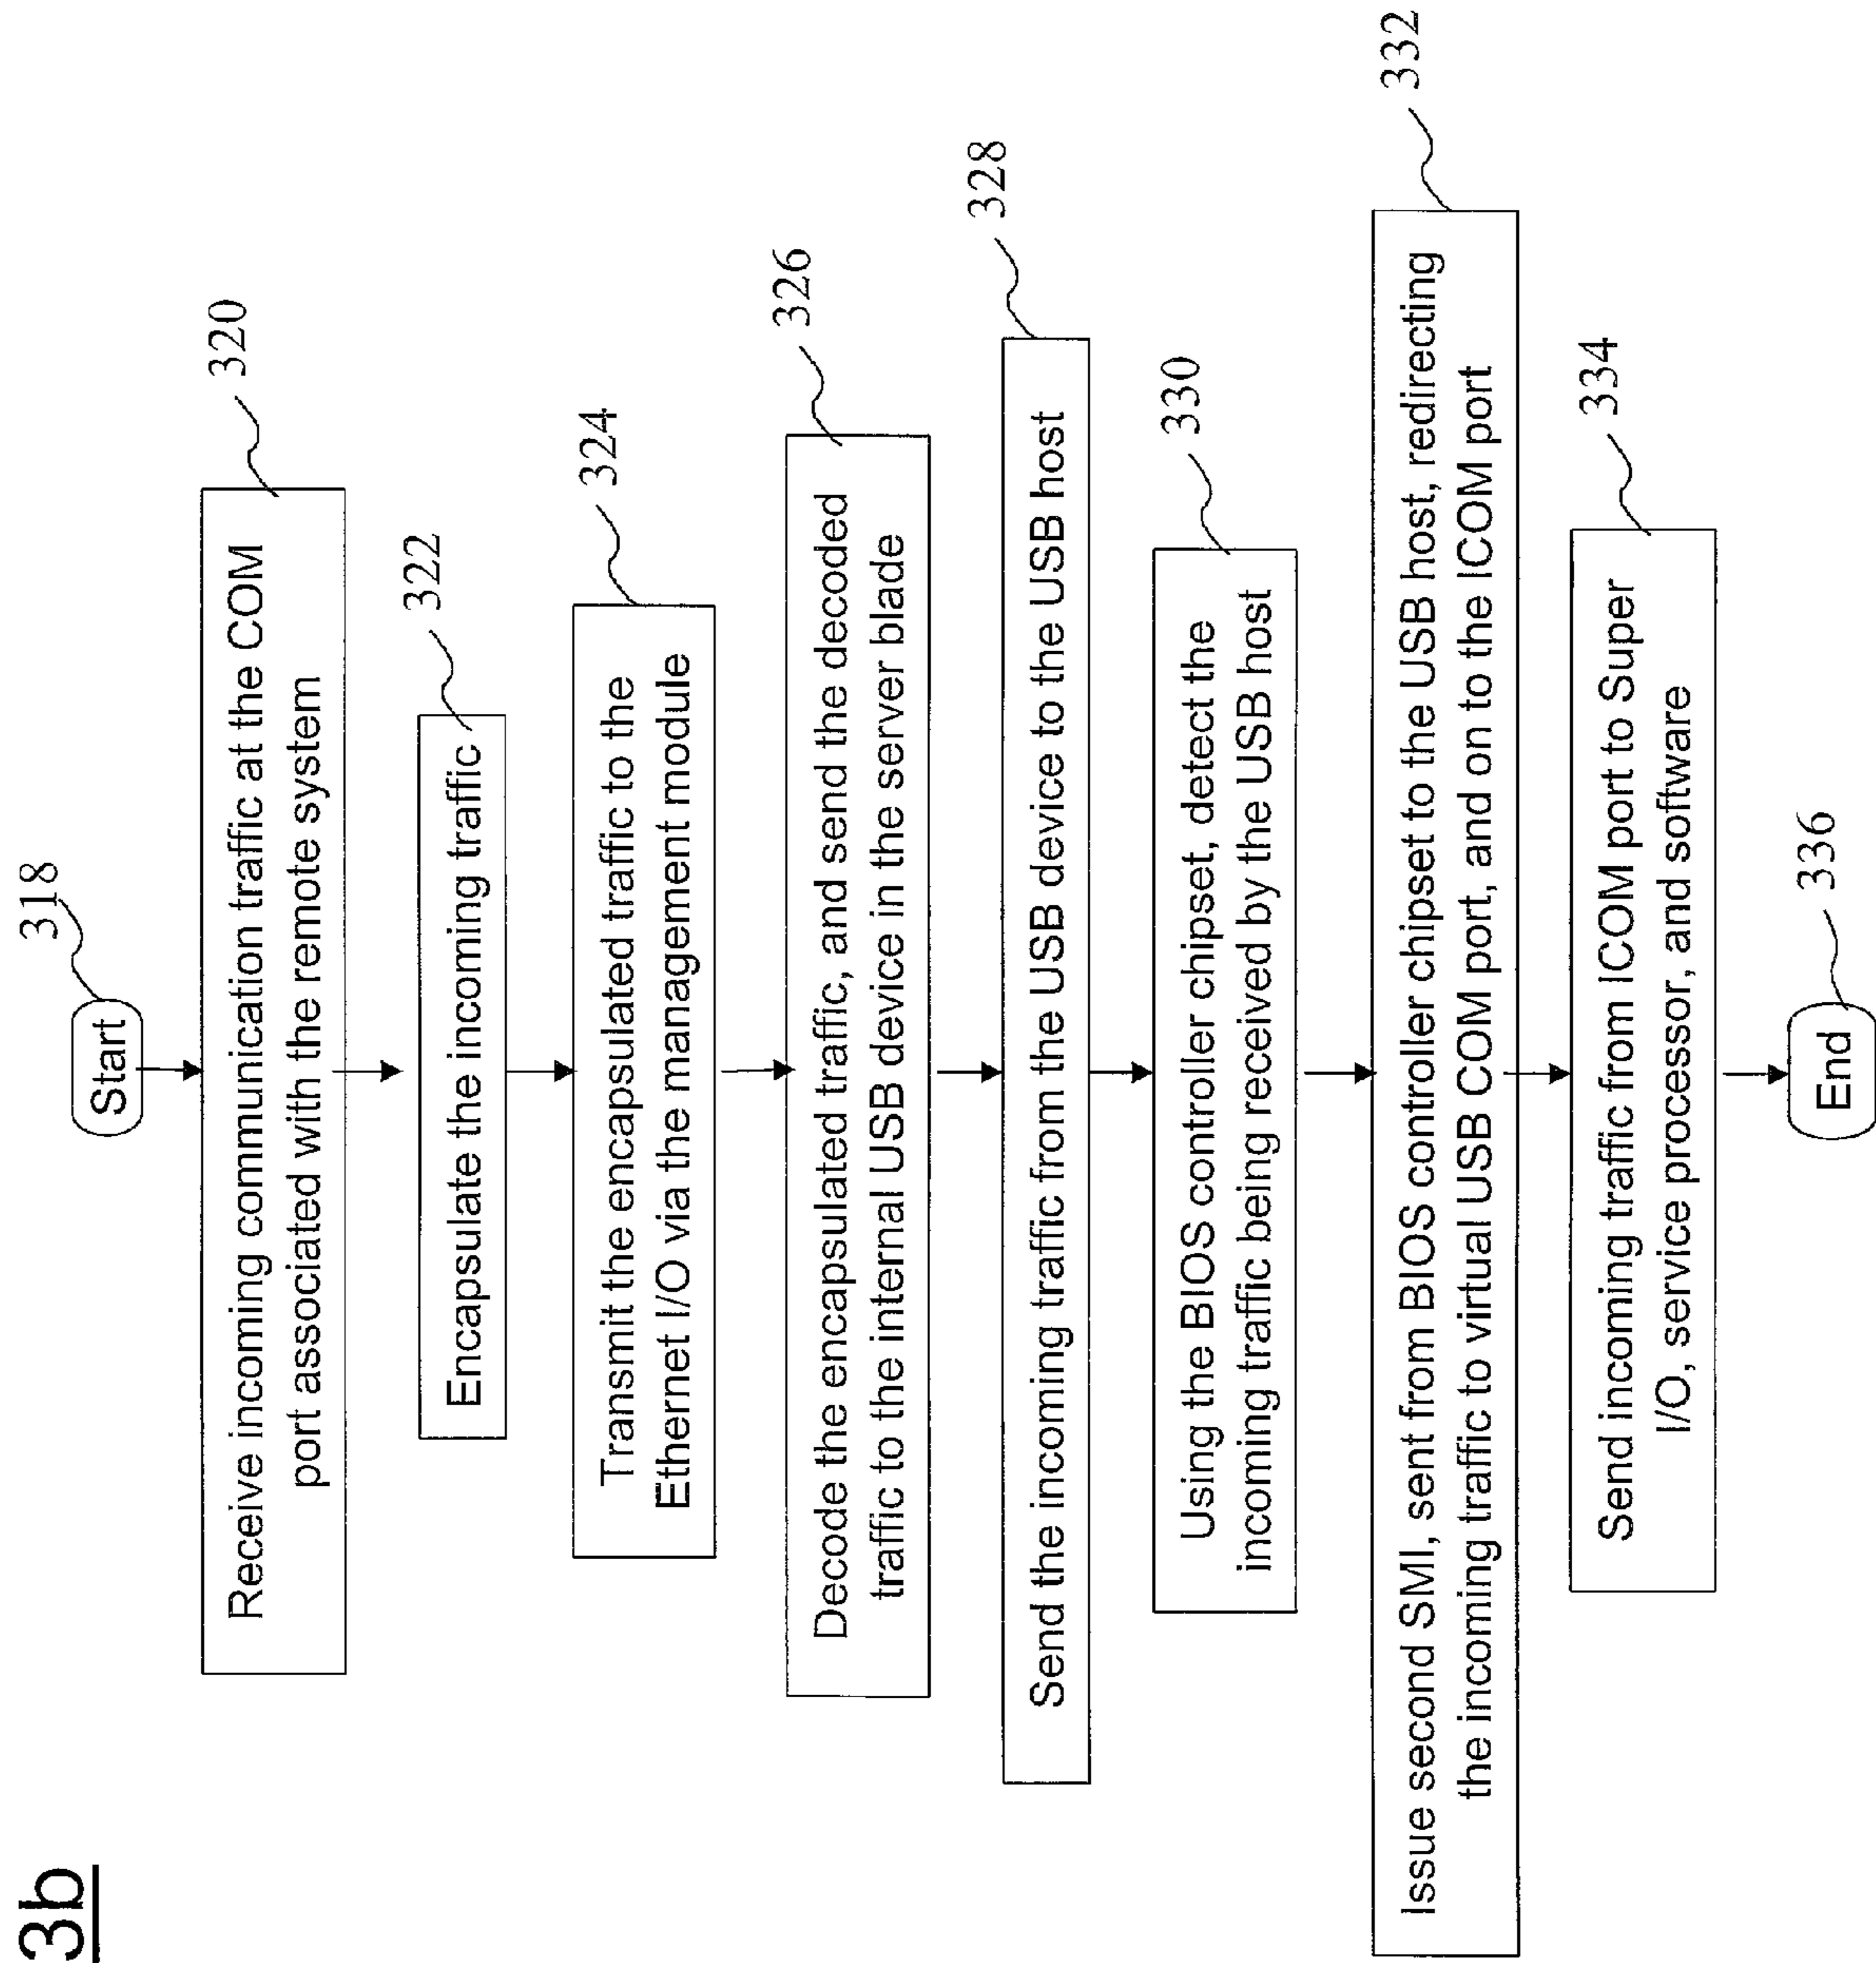 3b
Start
318
Receive incoming communication traffic at the COM
port associated with the remote system
320
Encapsulate the incoming traffic
322
Transmit the encapsulated traffic to the
Ethernet I/O via the management module
324
Decode the encapsulated traffic, and send the decoded
traffic to the internal USB device in the server blade
326
Send the incoming traffic from the USB device to the USB host
328
Using the BIOS controller chipset, detect the
incoming traffic being received by the USB host
330
Issue second SMI, sent from BIOS controller chipset to the USB host, redirecting
the incoming traffic to virtual USB COM port, and on to the ICOM port
332
Send incoming traffic from ICOM port to Super
I/O, service processor, and software
334
End
336